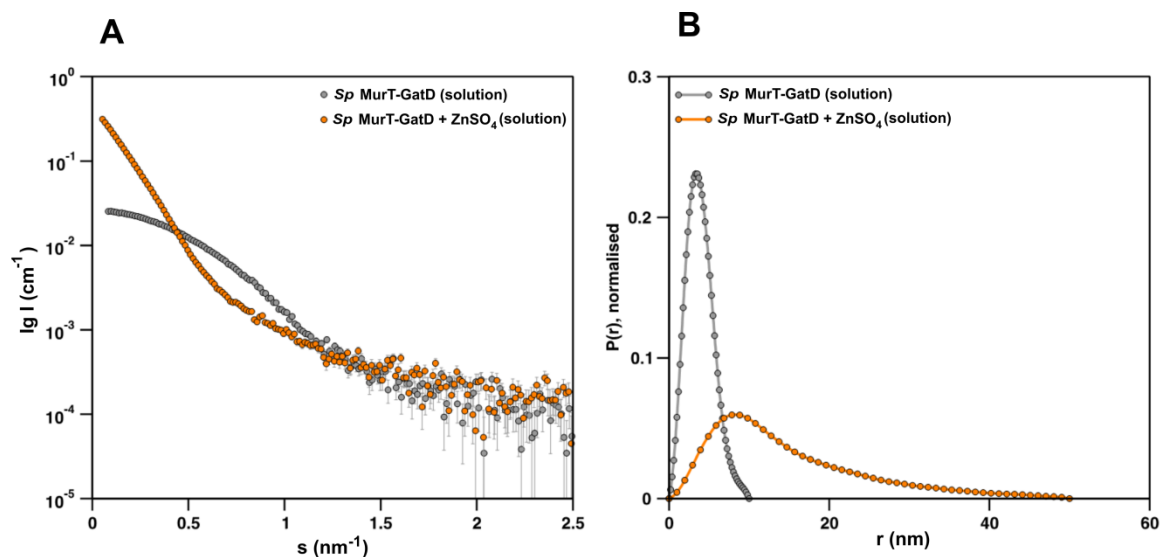 A
10⁰
10⁻¹
10⁻²
10⁻³
10⁻⁴
10⁻⁵
lg I (cm⁻¹)
Sp MurT-GatD (solution)
Sp MurT-GatD + ZnSO₄ (solution)
0 0.5 1 1.5 2 2.5
s (nm⁻¹)
B
0.3
0.2
0.1
0
P(r), normalised
Sp MurT-GatD (solution)
Sp MurT-GatD + ZnSO₄ (solution)
0 20 40 60
r (nm)